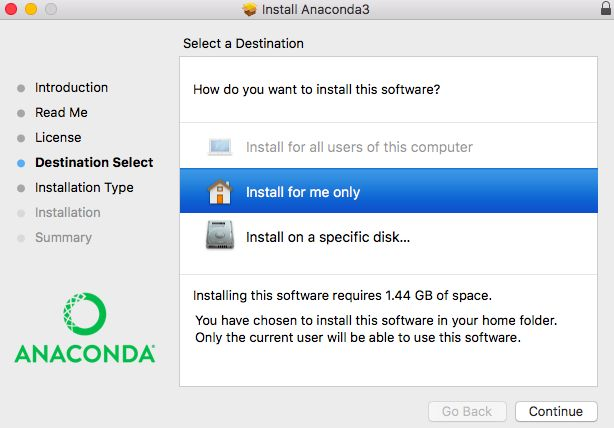 Install Anaconda3
Select a Destination
Introduction
Read Me
License
Destination Select
Installation Type
Installation
Summary
ANACONDA®
How do you want to install this software?
Install for all users of this computer
Install for me only
Install on a specific disk...
Installing this software requires 1.44 GB of space.
You have chosen to install this software in your home folder.
Only the current user will be able to use this software.
Go Back
Continue